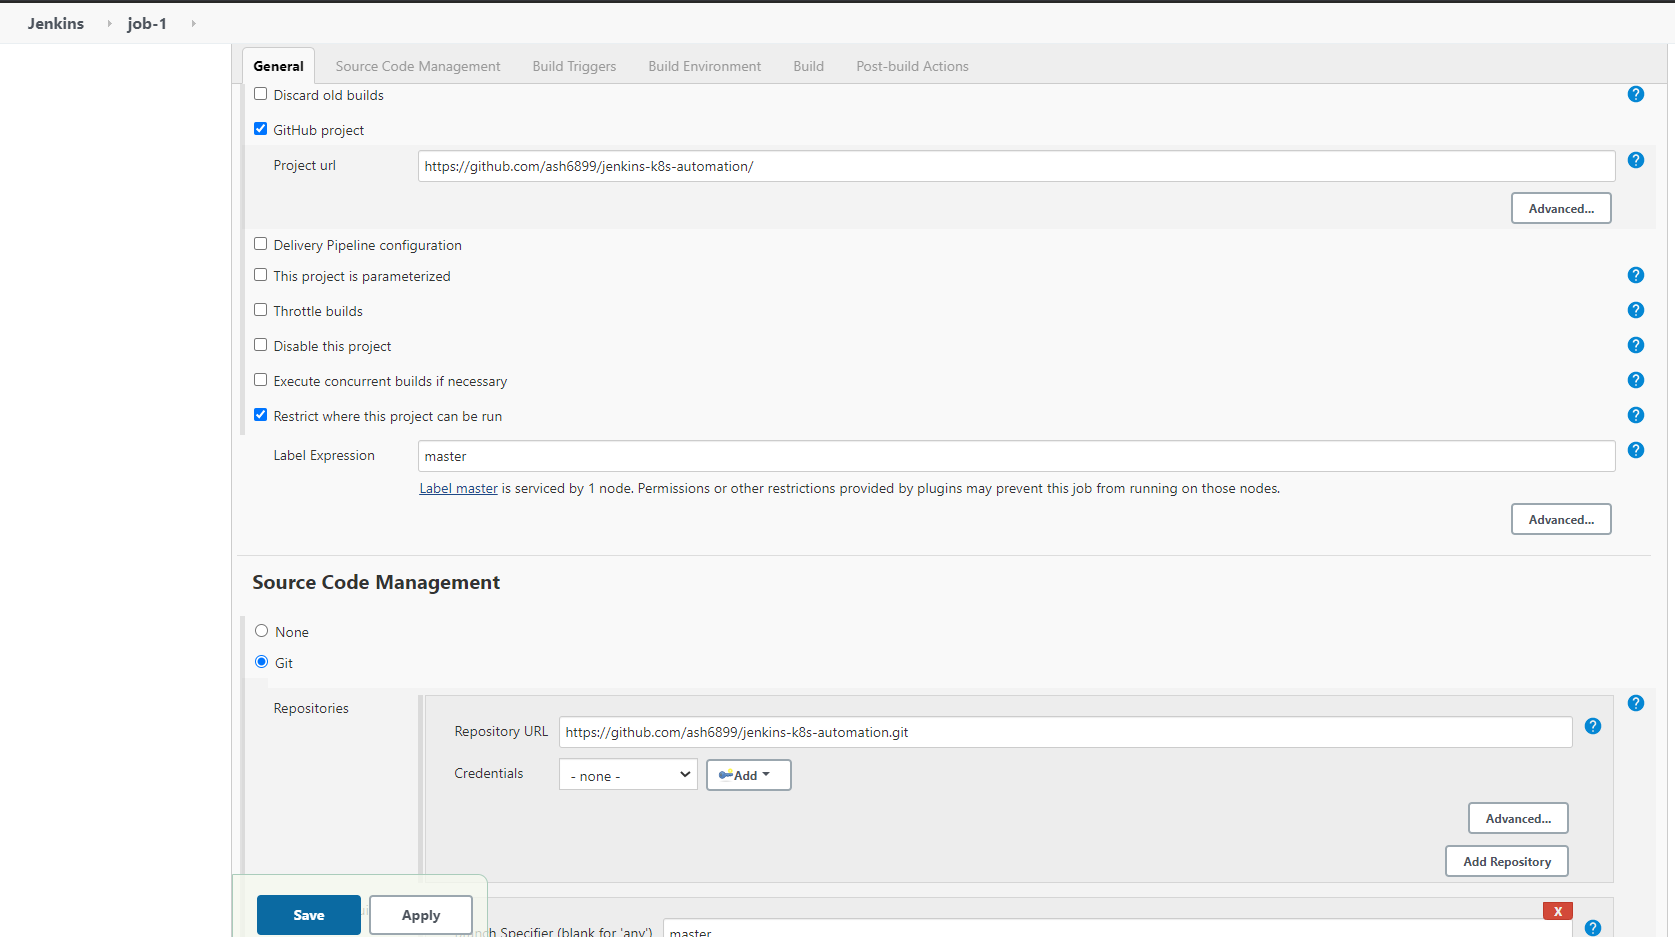 Jenkins job-1
General Source Code Management Build Triggers Build Environment Build Post-build Actions
Discard old builds
GitHub project
Project url https://github.com/ash6899/jenkins-k8s-automation/
Advanced...
Delivery Pipeline configuration
This project is parameterized
Throttle builds
Disable this project
Execute concurrent builds if necessary
Restrict where this project can be run
Label Expression master
Label master is serviced by 1 node. Permissions or other restrictions provided by plugins may prevent this job from running on those nodes.
Advanced...
Source Code Management
None
Git
Repositories
Repository URL https://github.com/ash6899/jenkins-k8s-automation.git
Credentials - none - Add
Advanced...
Add Repository
X
Save Apply
Specifier (blank for 'any') master